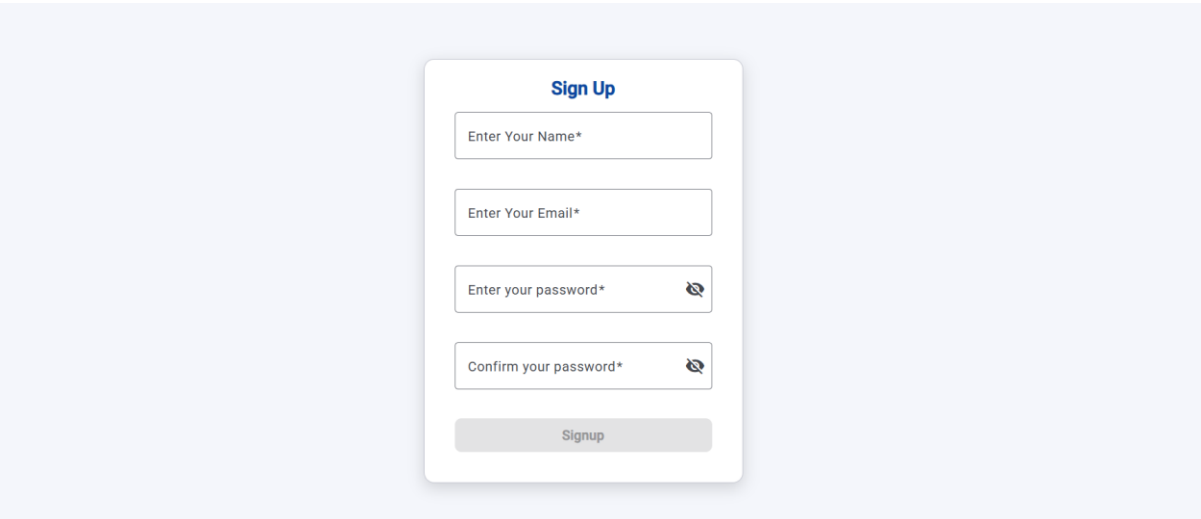 Sign Up
Enter Your Name*
Enter Your Email*
Enter your password*
Confirm your password*
Signup